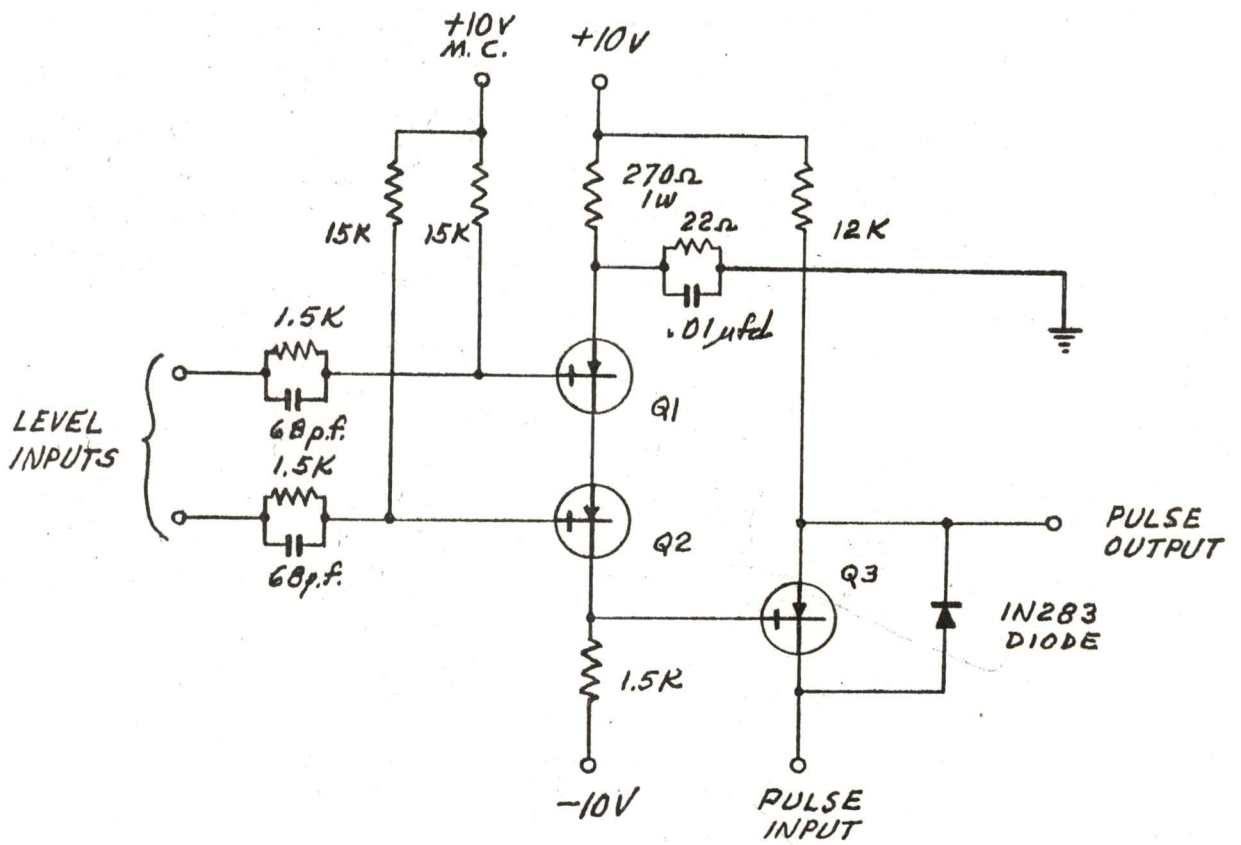 +10V
M.C.
+10V
270Ω
1W
22Ω
15K
15K
12K
.01μfd
1.5K
68p.f.
Q1
LEVEL
INPUTS
1.5K
68p.f.
Q2
Q3
PULSE
OUTPUT
IN283
DIODE
1.5K
-10V
PULSE
INPUT